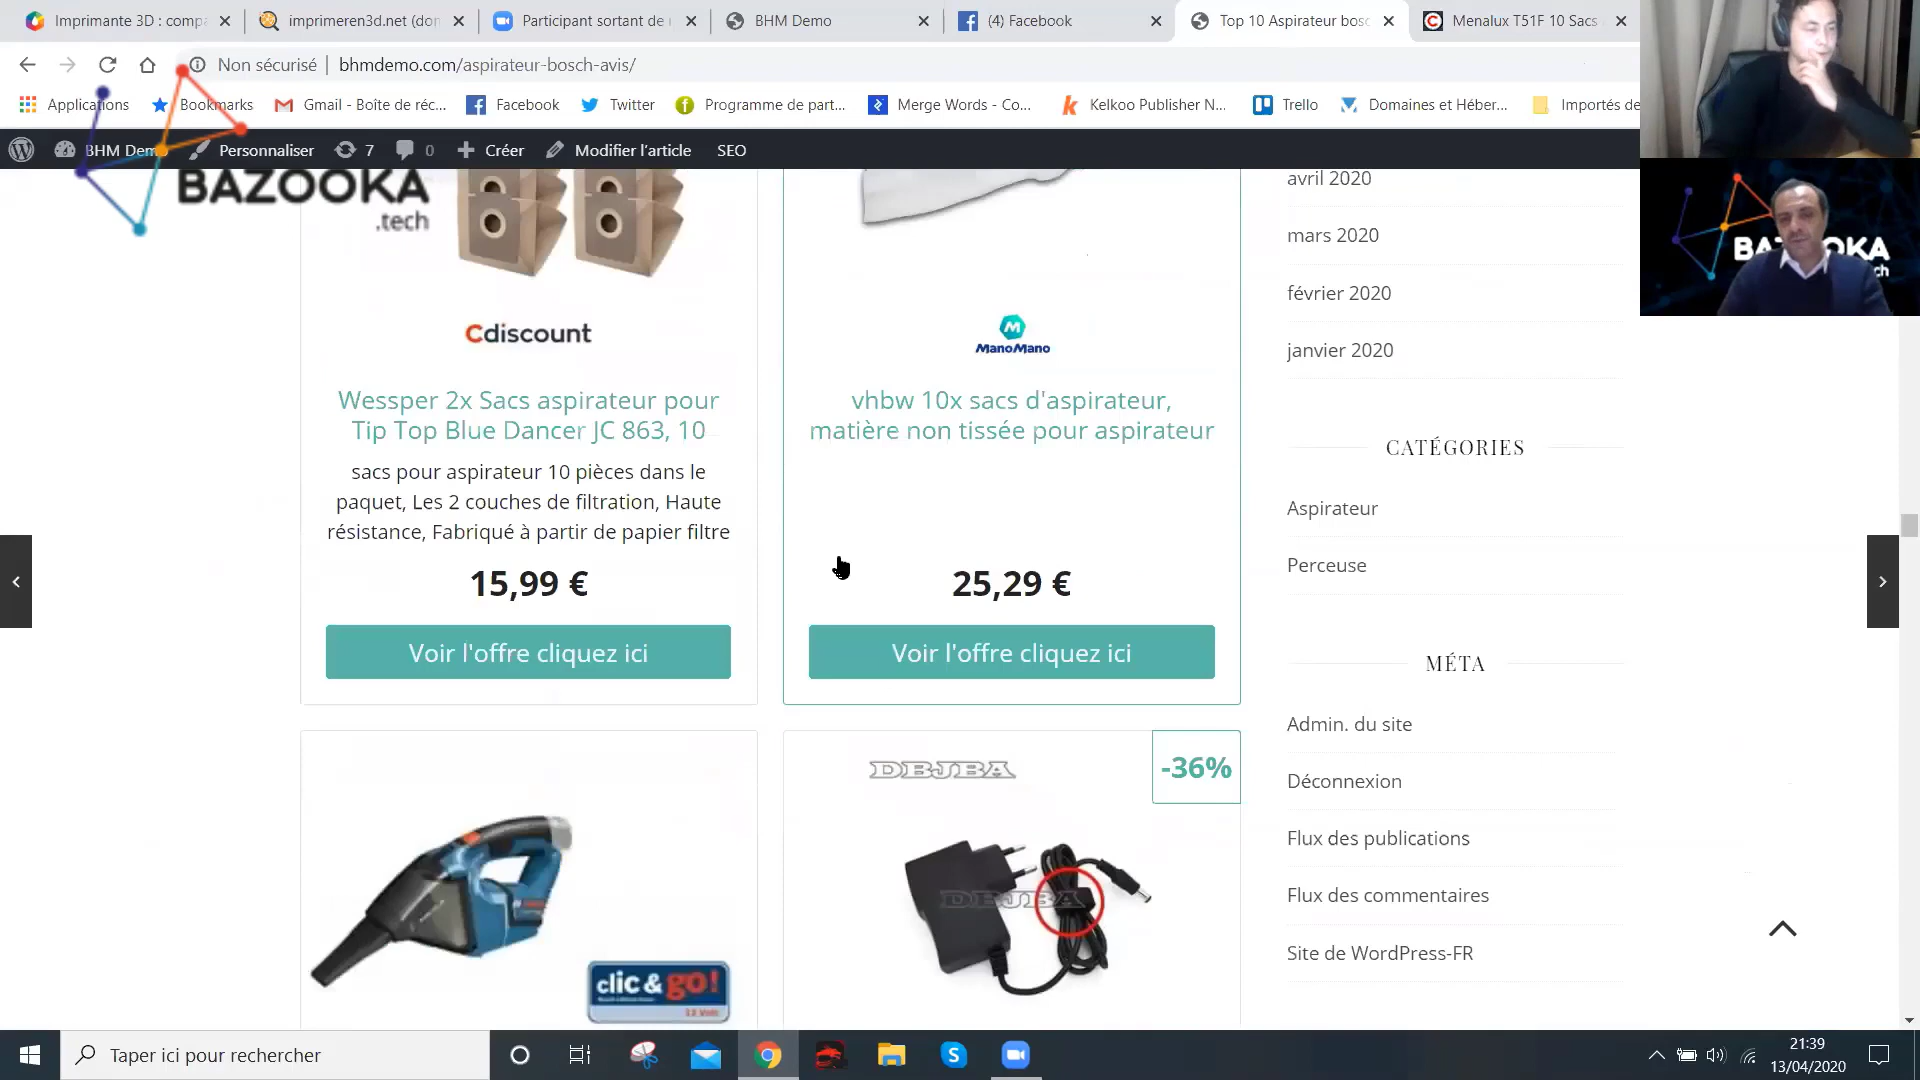 Imprimante 3D : compa
imprimeren3d.net (dor
Participant sortant de
BHM Demo
(4) Facebook
Top 10 Aspirateur bosc
Menalux T51F 10 Sacs
Non sécurisé
bhmdemo.com/aspirateur-bosch-avis/
Applications
Bookmarks
Gmail - Boîte de réc...
Facebook
Twitter
Programme de part...
Merge Words - Co...
Kelkoo Publisher N...
Trello
Domaines et Héber...
Importés de
BHM Demo
Personnaliser
7
0
Créer
Modifier l’article
SEO
BAZOOKA
.tech
Cdiscount
Wessper 2x Sacs aspirateur pour
Tip Top Blue Dancer JC 863, 10
sacs pour aspirateur 10 pièces dans le
paquet, Les 2 couches de filtration, Haute
résistance, Fabriqué à partir de papier filtre
15,99 €
Voir l'offre cliquez ici
ManoMano
vhbw 10x sacs d'aspirateur,
matière non tissée pour aspirateur
25,29 €
Voir l'offre cliquez ici
clic & go!
12 Volt
DBJBA
-36%
DBJBA
avril 2020
mars 2020
février 2020
janvier 2020
CATÉGORIES
Aspirateur
Perceuse
MÉTA
Admin. du site
Déconnexion
Flux des publications
Flux des commentaires
Site de WordPress-FR
Taper ici pour rechercher
21:39
13/04/2020